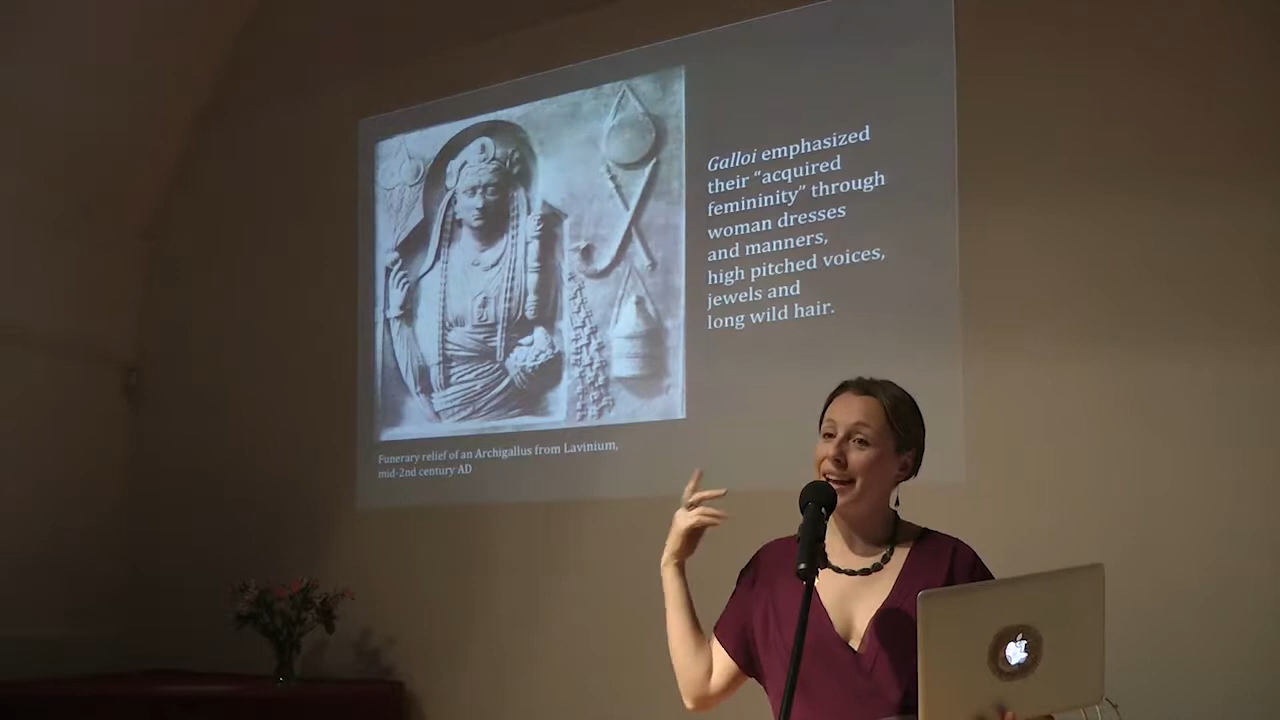 Galloi emphasized
their “acquired
femininity” through
woman dresses
and manners,
high pitched voices,
jewels and
long wild hair.
Funerary relief of an Archigallus from Lavinium,
mid-2nd century AD